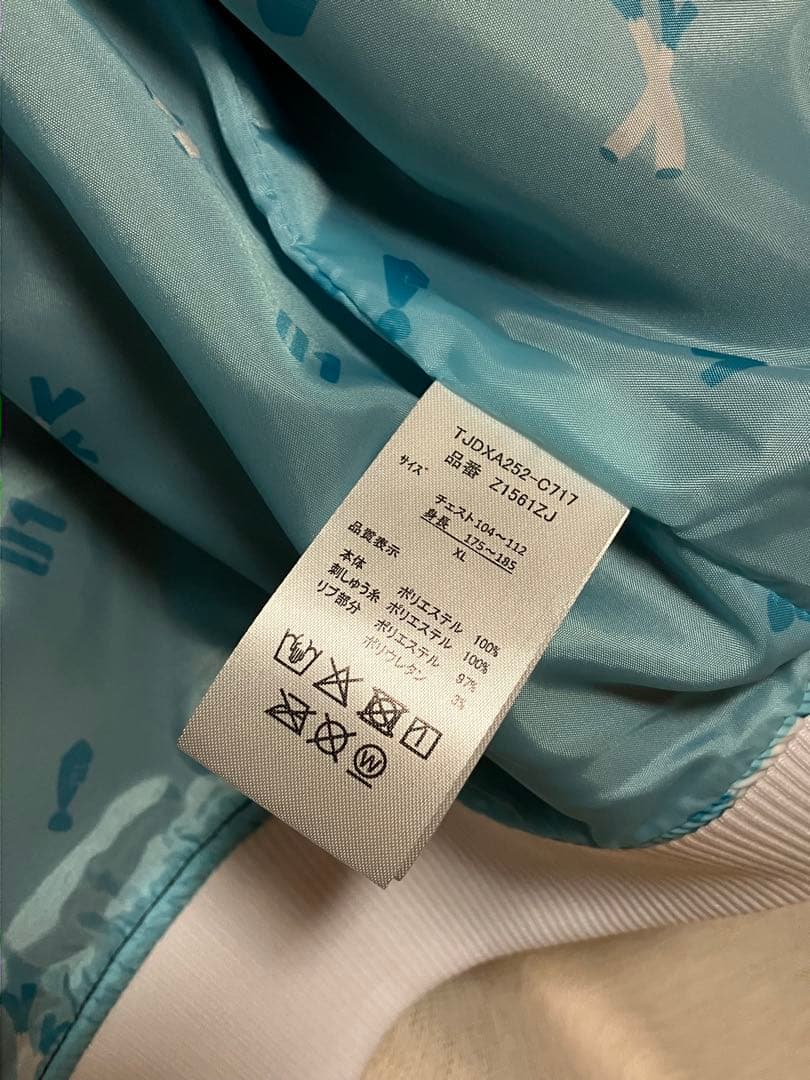 TJDXA252-C717
品番 Z1561ZJ
サイズ
チェスト104～112
身長 175～185
XL
品質表示
本体 ポリエステル 100%
刺しゅう糸 ポリエステル 100%
リブ部分 ポリエステル 97%
ポリウレタン 3%
W